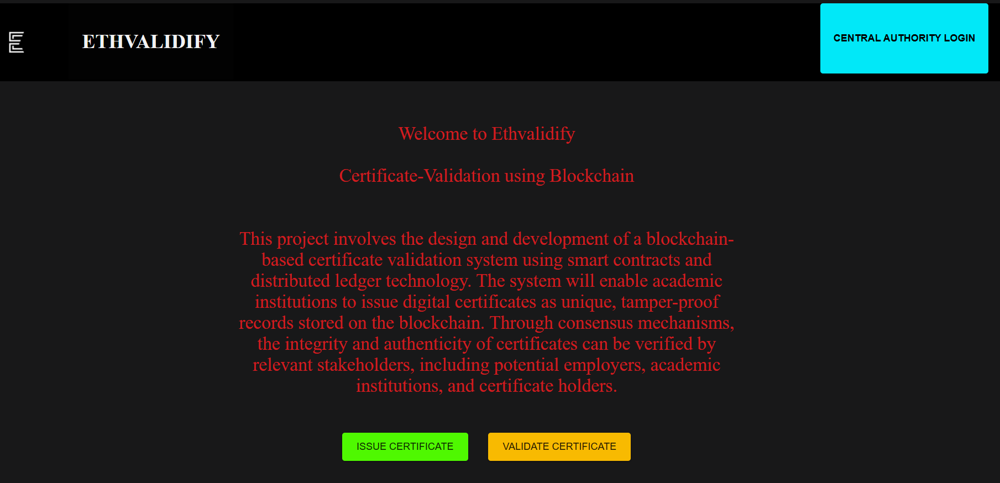 ETHVALIDIFY
CENTRAL AUTHORITY LOGIN
Welcome to Ethvalidify
Certificate-Validation using Blockchain
This project involves the design and development of a blockchain-
based certificate validation system using smart contracts and
distributed ledger technology. The system will enable academic
institutions to issue digital certificates as unique, tamper-proof
records stored on the blockchain. Through consensus mechanisms,
the integrity and authenticity of certificates can be verified by
relevant stakeholders, including potential employers, academic
institutions, and certificate holders.
ISSUE CERTIFICATE
VALIDATE CERTIFICATE